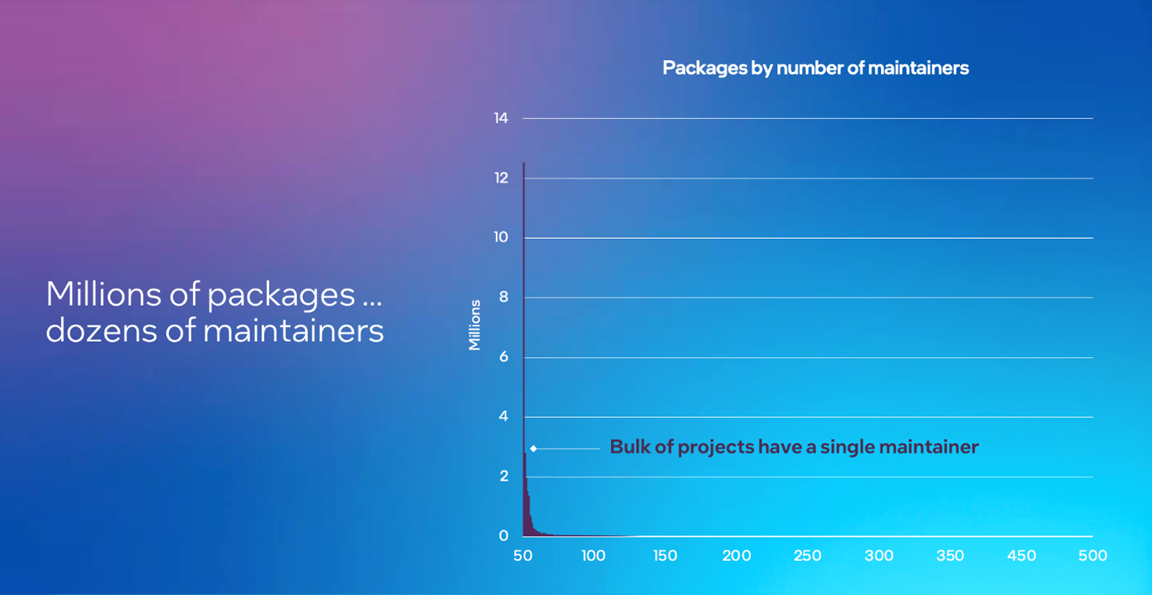 Packages by number of maintainers
Millions of packages ...
dozens of maintainers
Millions
14
12
10
8
6
4
2
0
Bulk of projects have a single maintainer
50 100 150 200 250 300 350 450 500